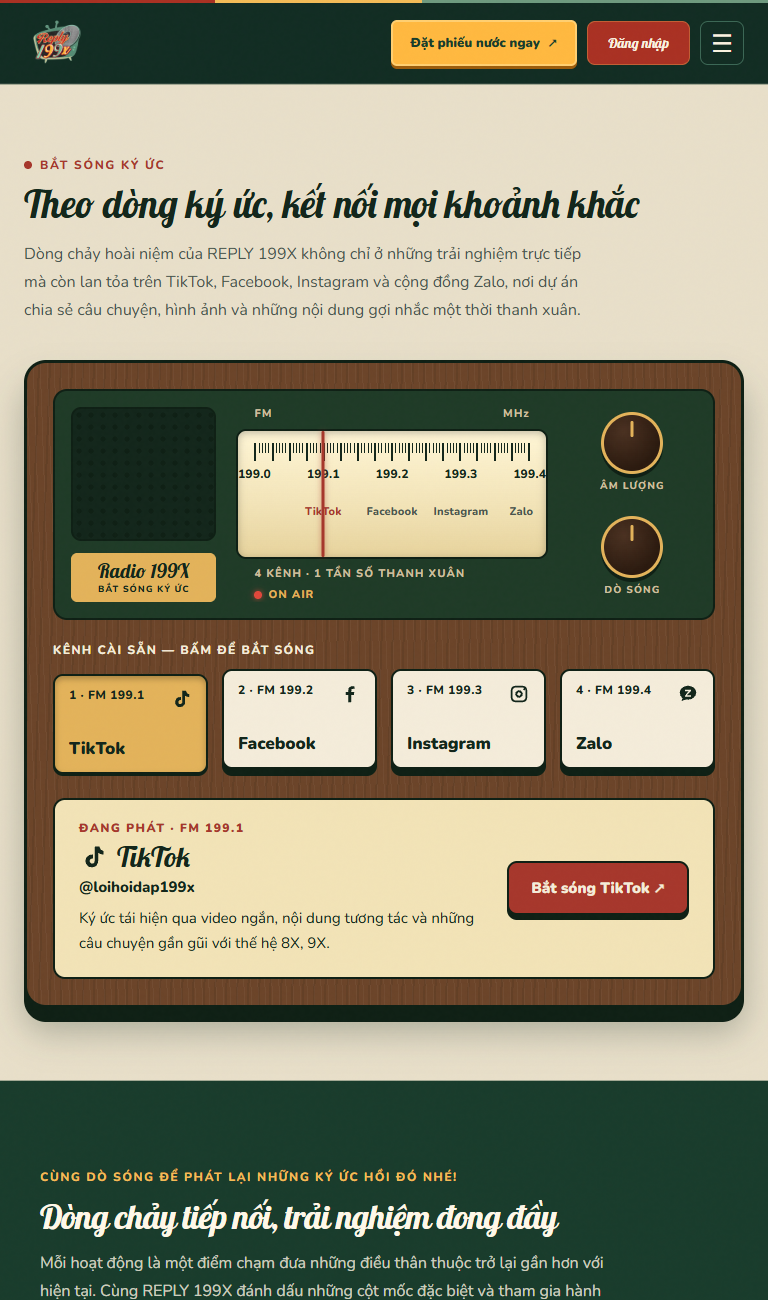 Reply
199x
Đặt phiếu nước ngay ↗
Đăng nhập
BẮT SÓNG KÝ ỨC
Theo dòng ký ức, kết nối mọi khoảnh khắc
Dòng chảy hoài niệm của REPLY 199X không chỉ ở những trải nghiệm trực tiếp
mà còn lan tỏa trên TikTok, Facebook, Instagram và cộng đồng Zalo, nơi dự án
chia sẻ câu chuyện, hình ảnh và những nội dung gợi nhắc một thời thanh xuân.
FM MHz
199.0 199.1 199.2 199.3 199.4
TikTok Facebook Instagram Zalo
4 KÊNH · 1 TẦN SỐ THANH XUÂN
ON AIR
Radio 199X
BẮT SÓNG KÝ ỨC
ÂM LƯỢNG
DÒ SÓNG
KÊNH CÀI SẴN — BẤM ĐỂ BẮT SÓNG
1 · FM 199.1
TikTok
2 · FM 199.2
Facebook
3 · FM 199.3
Instagram
4 · FM 199.4
Zalo
ĐANG PHÁT · FM 199.1
TikTok
@loihoidap199x
Ký ức tái hiện qua video ngắn, nội dung tương tác và những
câu chuyện gần gũi với thế hệ 8X, 9X.
Bắt sóng TikTok ↗
CÙNG DÒ SÓNG ĐỂ PHÁT LẠI NHỮNG KÝ ỨC HỒI ĐÓ NHÉ!
Dòng chảy tiếp nối, trải nghiệm đong đầy
Mỗi hoạt động là một điểm chạm đưa những điều thân thuộc trở lại gần hơn với
hiện tại. Cùng REPLY 199X đánh dấu những cột mốc đặc biệt và tham gia hành